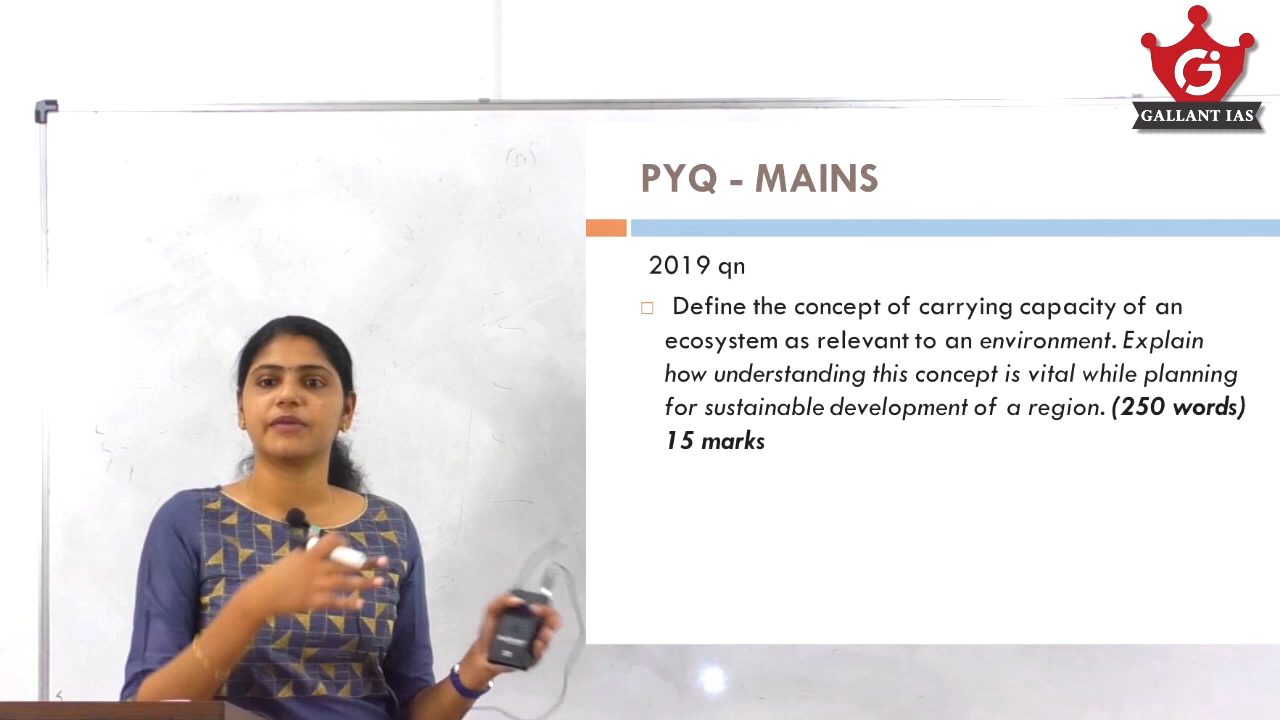 GALLANT IAS
PYQ - MAINS
2019 qn
Define the concept of carrying capacity of an
ecosystem as relevant to an environment. Explain
how understanding this concept is vital while planning
for sustainable development of a region. (250 words)
15 marks